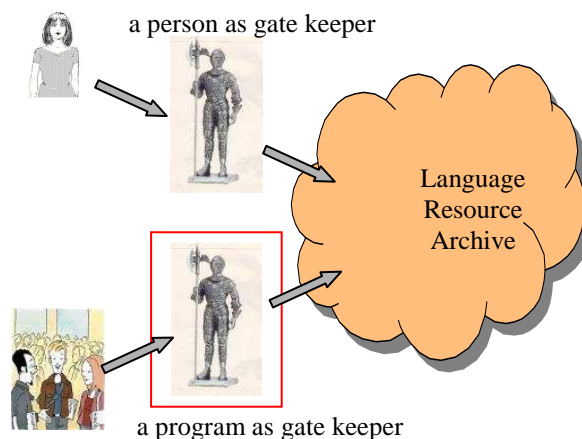 a person as gate keeper
Language
Resource
Archive
a program as gate keeper